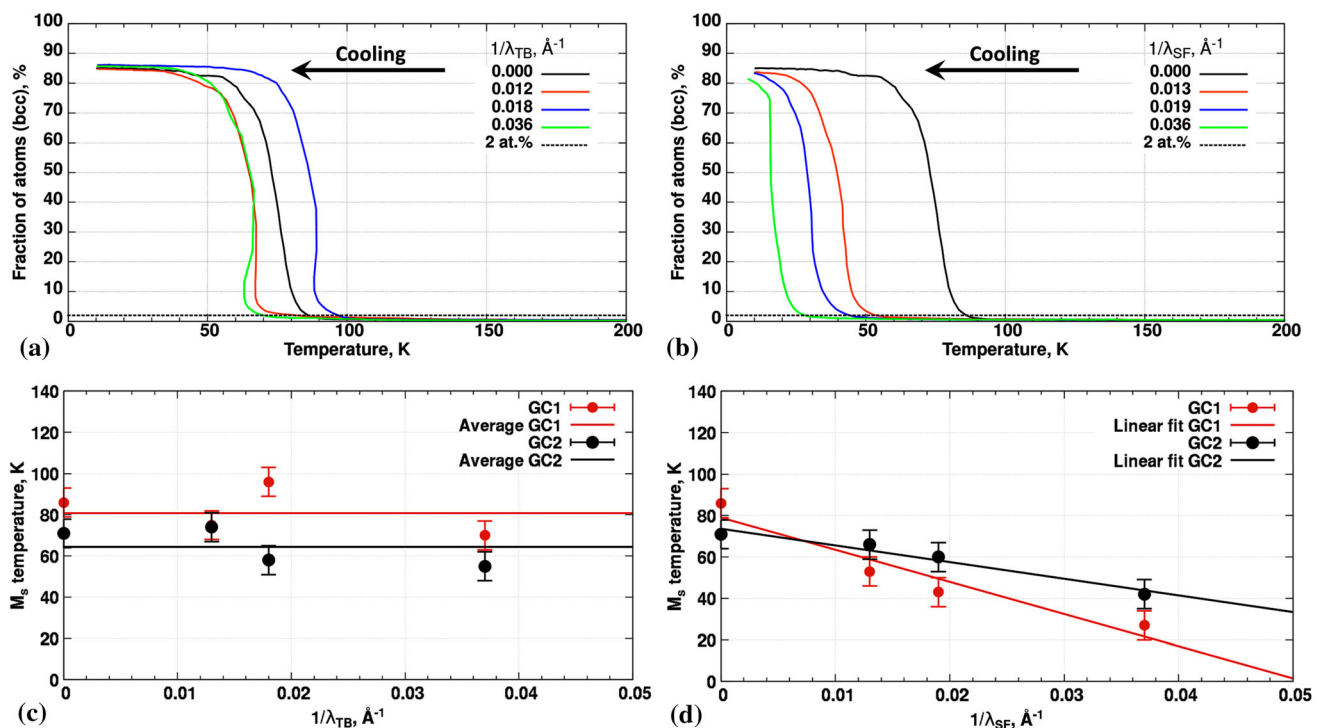 Fraction of atoms (bcc), %
100
90
80
70
60
50
40
30
20
10
0
Cooling
1/λTB, Å-1
0.000
0.012
0.018
0.036
2 at.%
0 50 100 150 200
(a) Temperature, K
Fraction of atoms (bcc), %
100
90
80
70
60
50
40
30
20
10
0
Cooling
1/λSF, Å-1
0.000
0.013
0.019
0.036
2 at.%
50 100 150 200
(b) Temperature, K
Ms temperature, K
140
120
100
80
60
40
20
0
GC1
Average GC1
GC2
Average GC2
0 0.01 0.02 0.03 0.04 0.05
(c) 1/λTB, Å-1
Ms temperature, K
140
120
100
80
60
40
20
0
GC1
Linear fit GC1
GC2
Linear fit GC2
0 0.01 0.02 0.03 0.04 0.05
(d) 1/λSF, Å-1